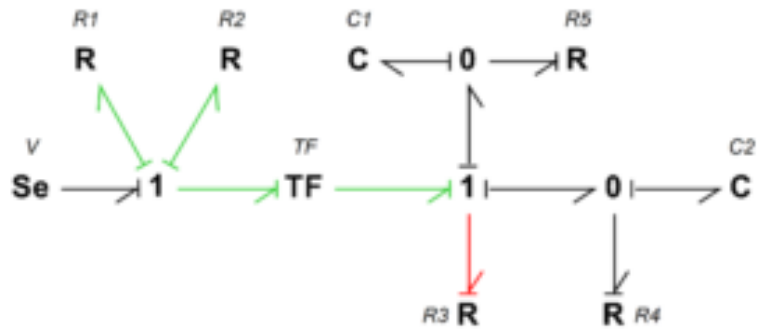 R1 R2 C1 R5
R R C 0 R
V TF C2
Se 1 TF 1 0 C
R3 R R R4